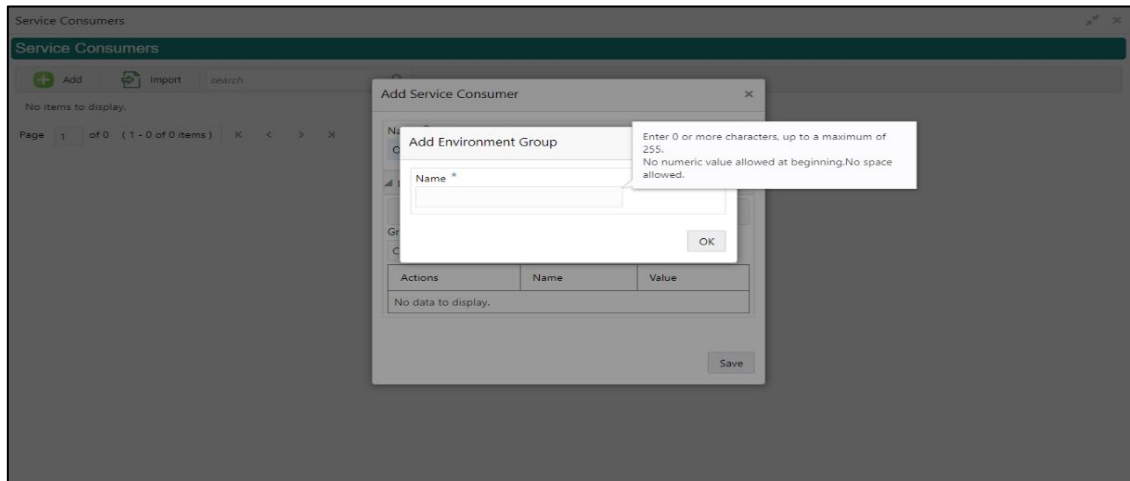 Service Consumers
Service Consumers
Add Import search
No items to display.
Page 1 of 0 ( 1 - 0 of 0 items )
Add Service Consumer
Add Environment Group
Enter 0 or more characters, up to a maximum of
255.
No numeric value allowed at beginning.No space
allowed.
Name *
OK
Actions Name Value
No data to display.
Save